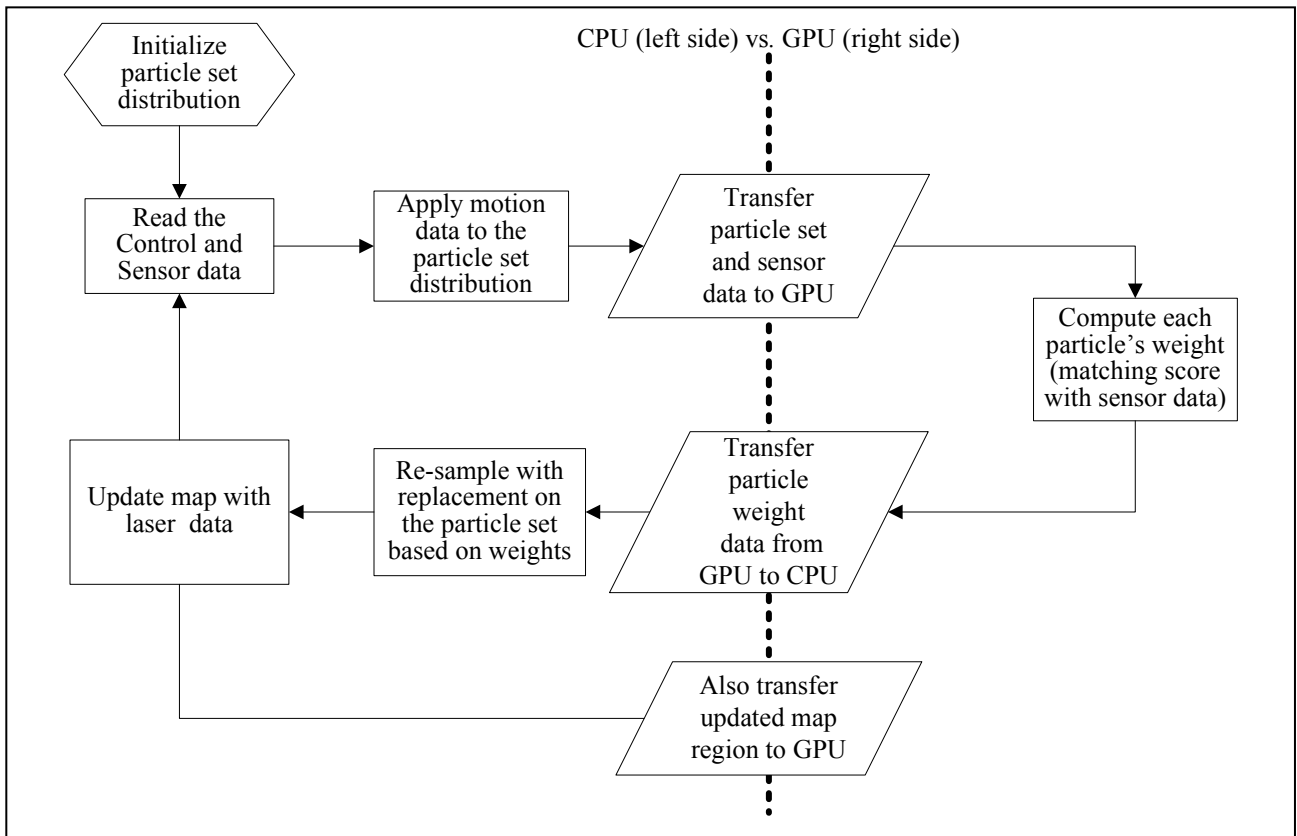 Initialize
particle set
distribution
CPU (left side) vs. GPU (right side)
Read the
Control and
Sensor data
Apply motion
data to the
particle set
distribution
Transfer
particle set
and sensor
data to GPU
Compute each
particle’s weight
(matching score
with sensor data)
Transfer
particle
weight
data from
GPU to CPU
Re-sample with
replacement on
the particle set
based on weights
Update map with
laser data
Also transfer
updated map
region to GPU